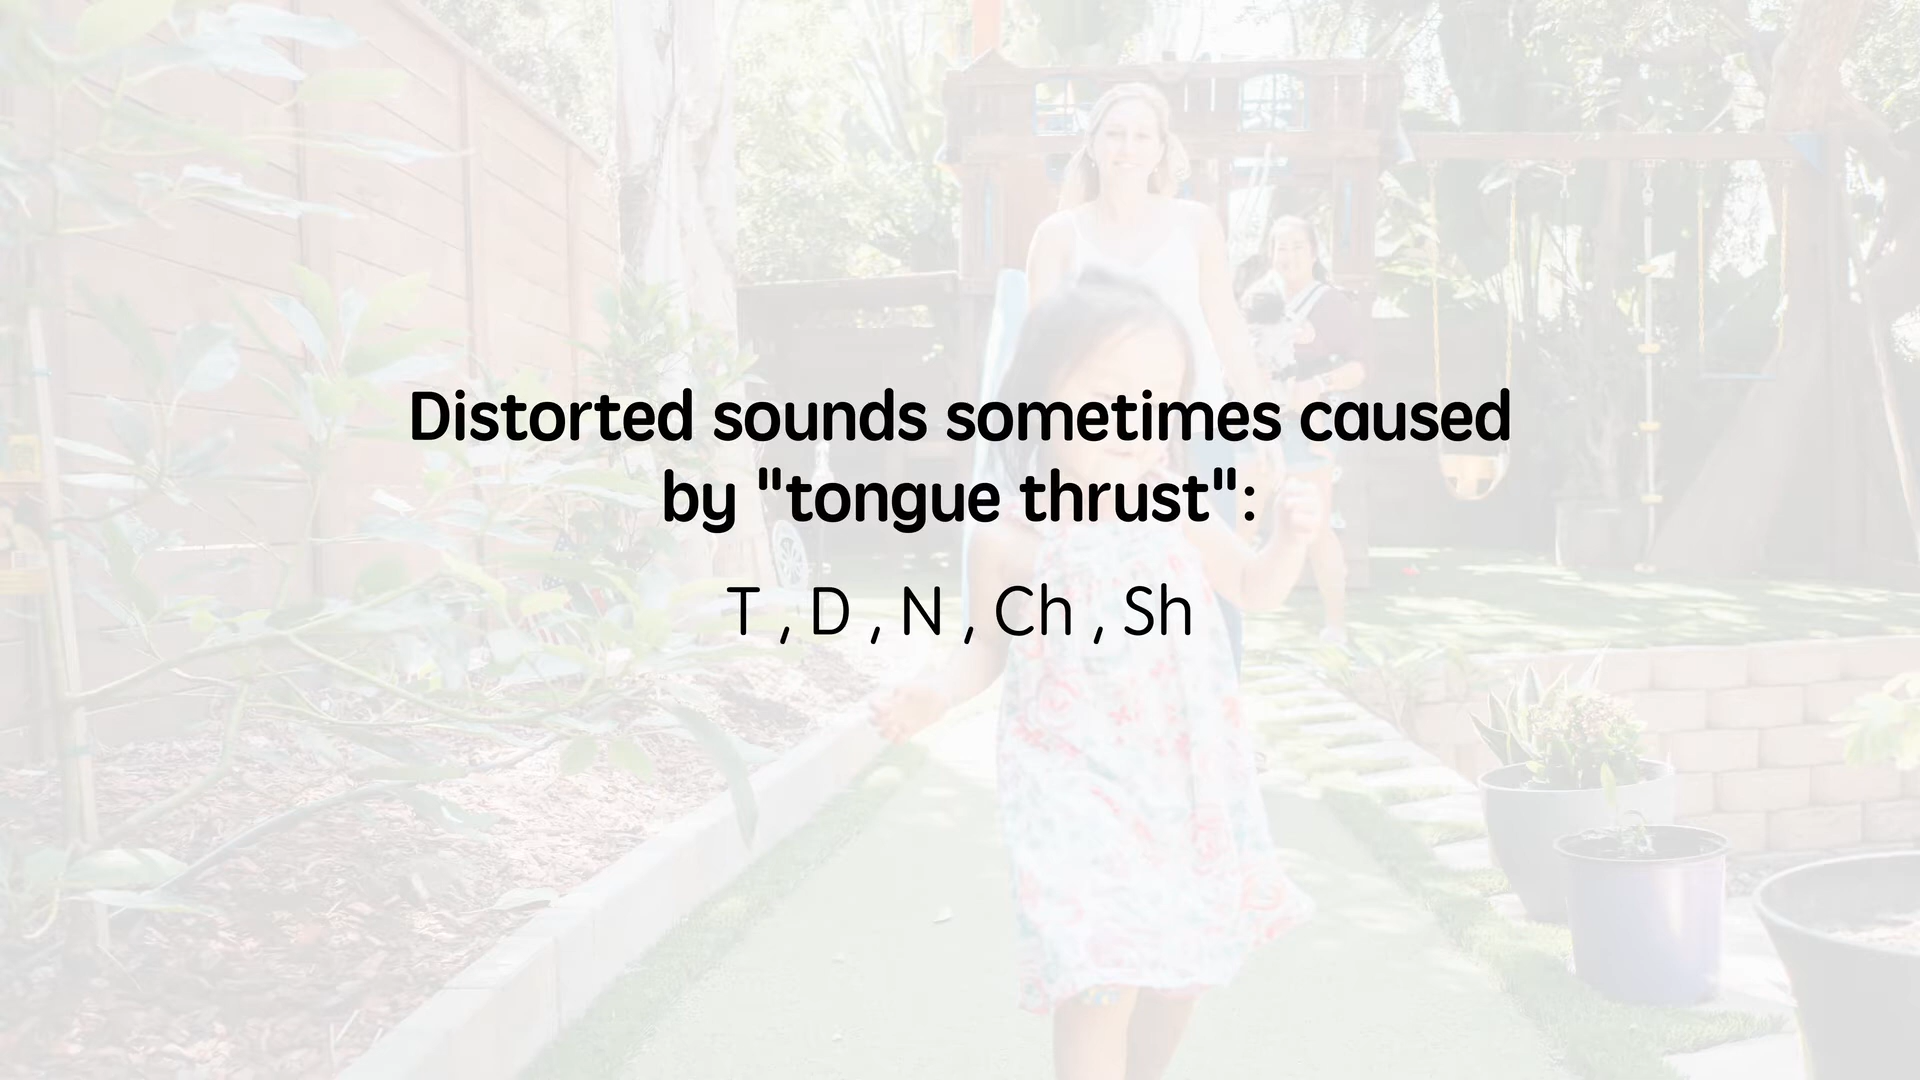 Distorted sounds sometimes caused
by "tongue thrust":
T , D , N , Ch , Sh